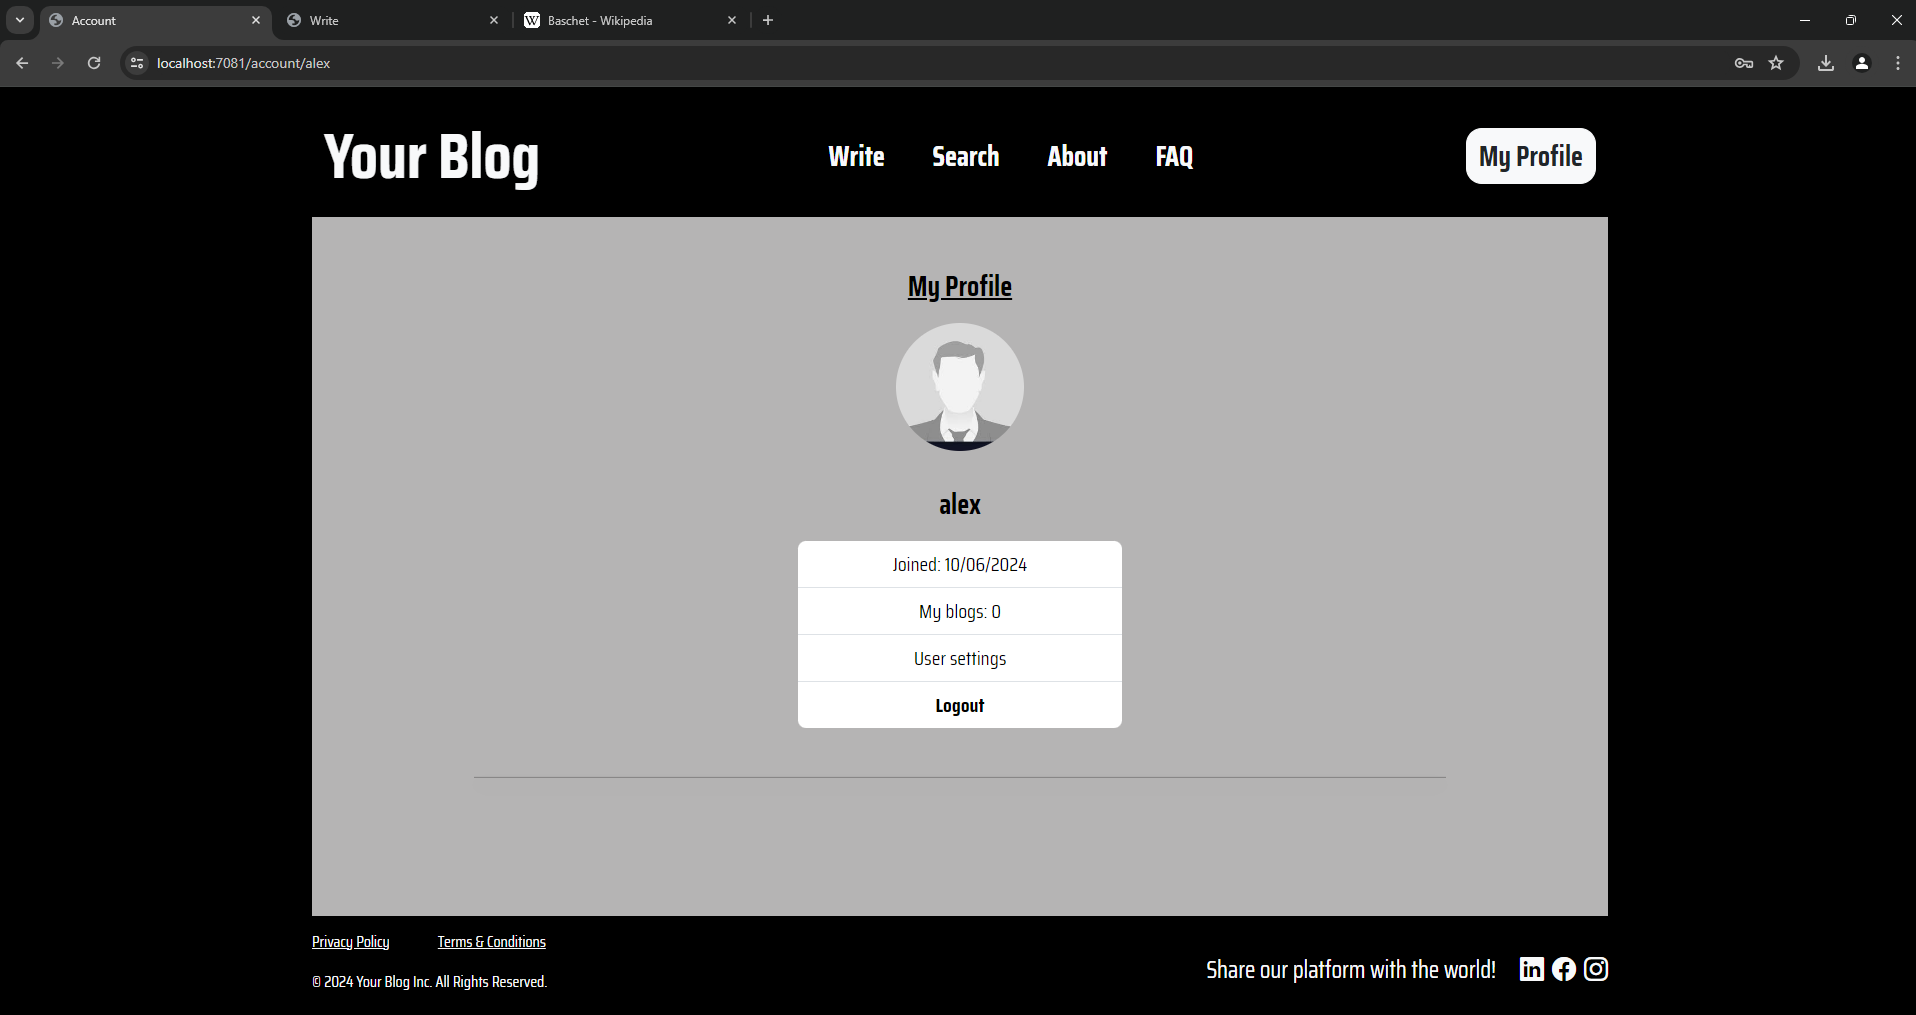 Account
Write
W Baschet - Wikipedia
localhost:7081/account/alex
Your Blog
Write Search About FAQ
My Profile
My Profile
alex
Joined: 10/06/2024
My blogs: 0
User settings
Logout
Privacy Policy Terms & Conditions
© 2024 Your Blog Inc. All Rights Reserved.
Share our platform with the world! in